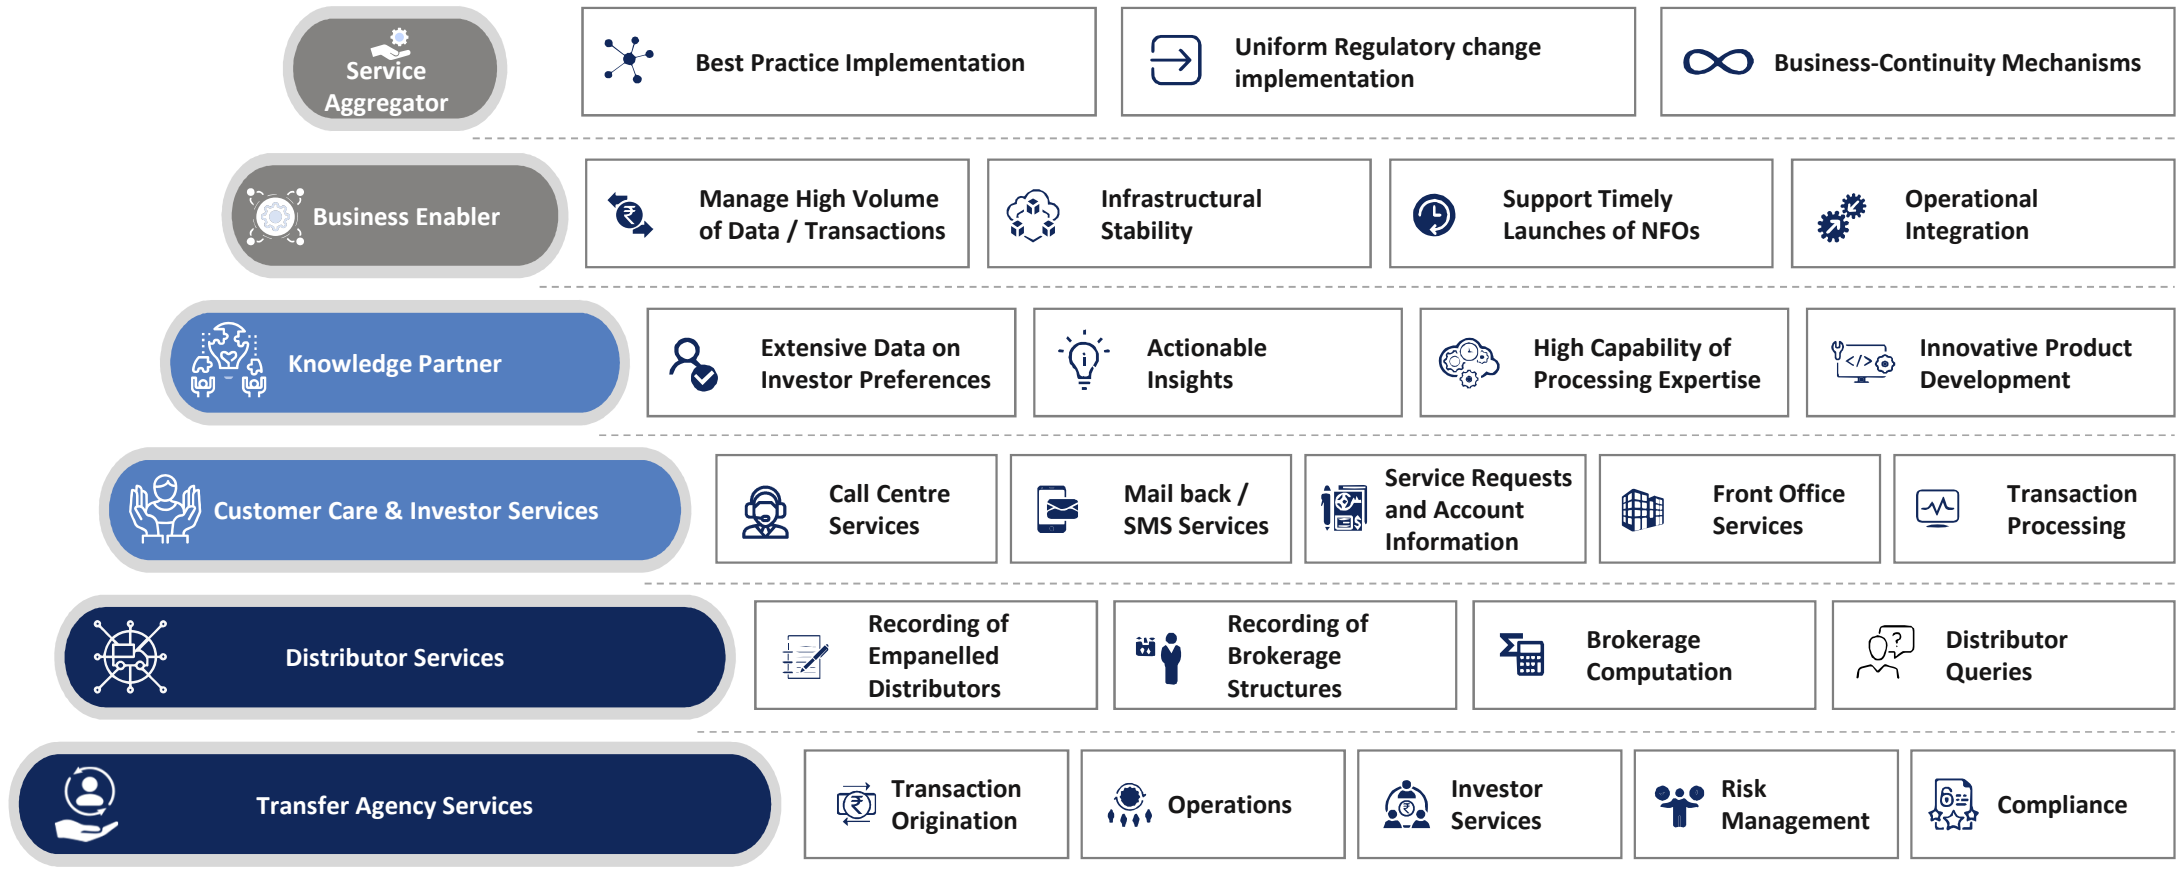 Service
Aggregator
Best Practice Implementation
Uniform Regulatory change
implementation
Business-Continuity Mechanisms
Business Enabler
Manage High Volume
of Data / Transactions
Infrastructural
Stability
Support Timely
Launches of NFOs
Operational
Integration
Knowledge Partner
Extensive Data on
Investor Preferences
Actionable
Insights
High Capability of
Processing Expertise
Innovative Product
Development
Customer Care & Investor Services
Call Centre
Services
Mail back /
SMS Services
Service Requests
and Account
Information
Front Office
Services
Transaction
Processing
Distributor Services
Recording of
Empanelled
Distributors
Recording of
Brokerage
Structures
Brokerage
Computation
Distributor
Queries
Transfer Agency Services
Transaction
Origination
Operations
Investor
Services
Risk
Management
Compliance